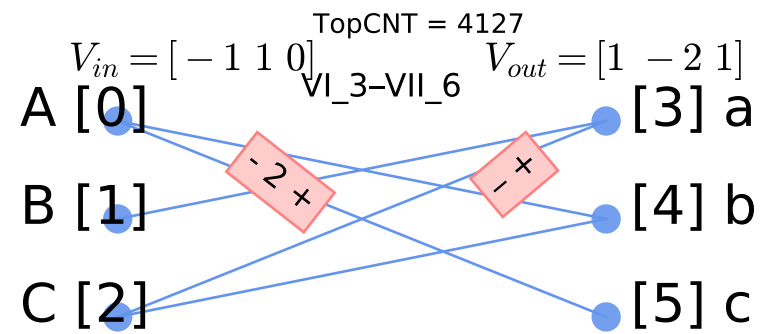 TopCNT = 4127
V_in = [ − 1 1 0]
V_out = [1 − 2 1]
VI_3–VII_6
A [0]
[3] a
- 2 +
- +
B [1]
[4] b
C [2]
[5] c